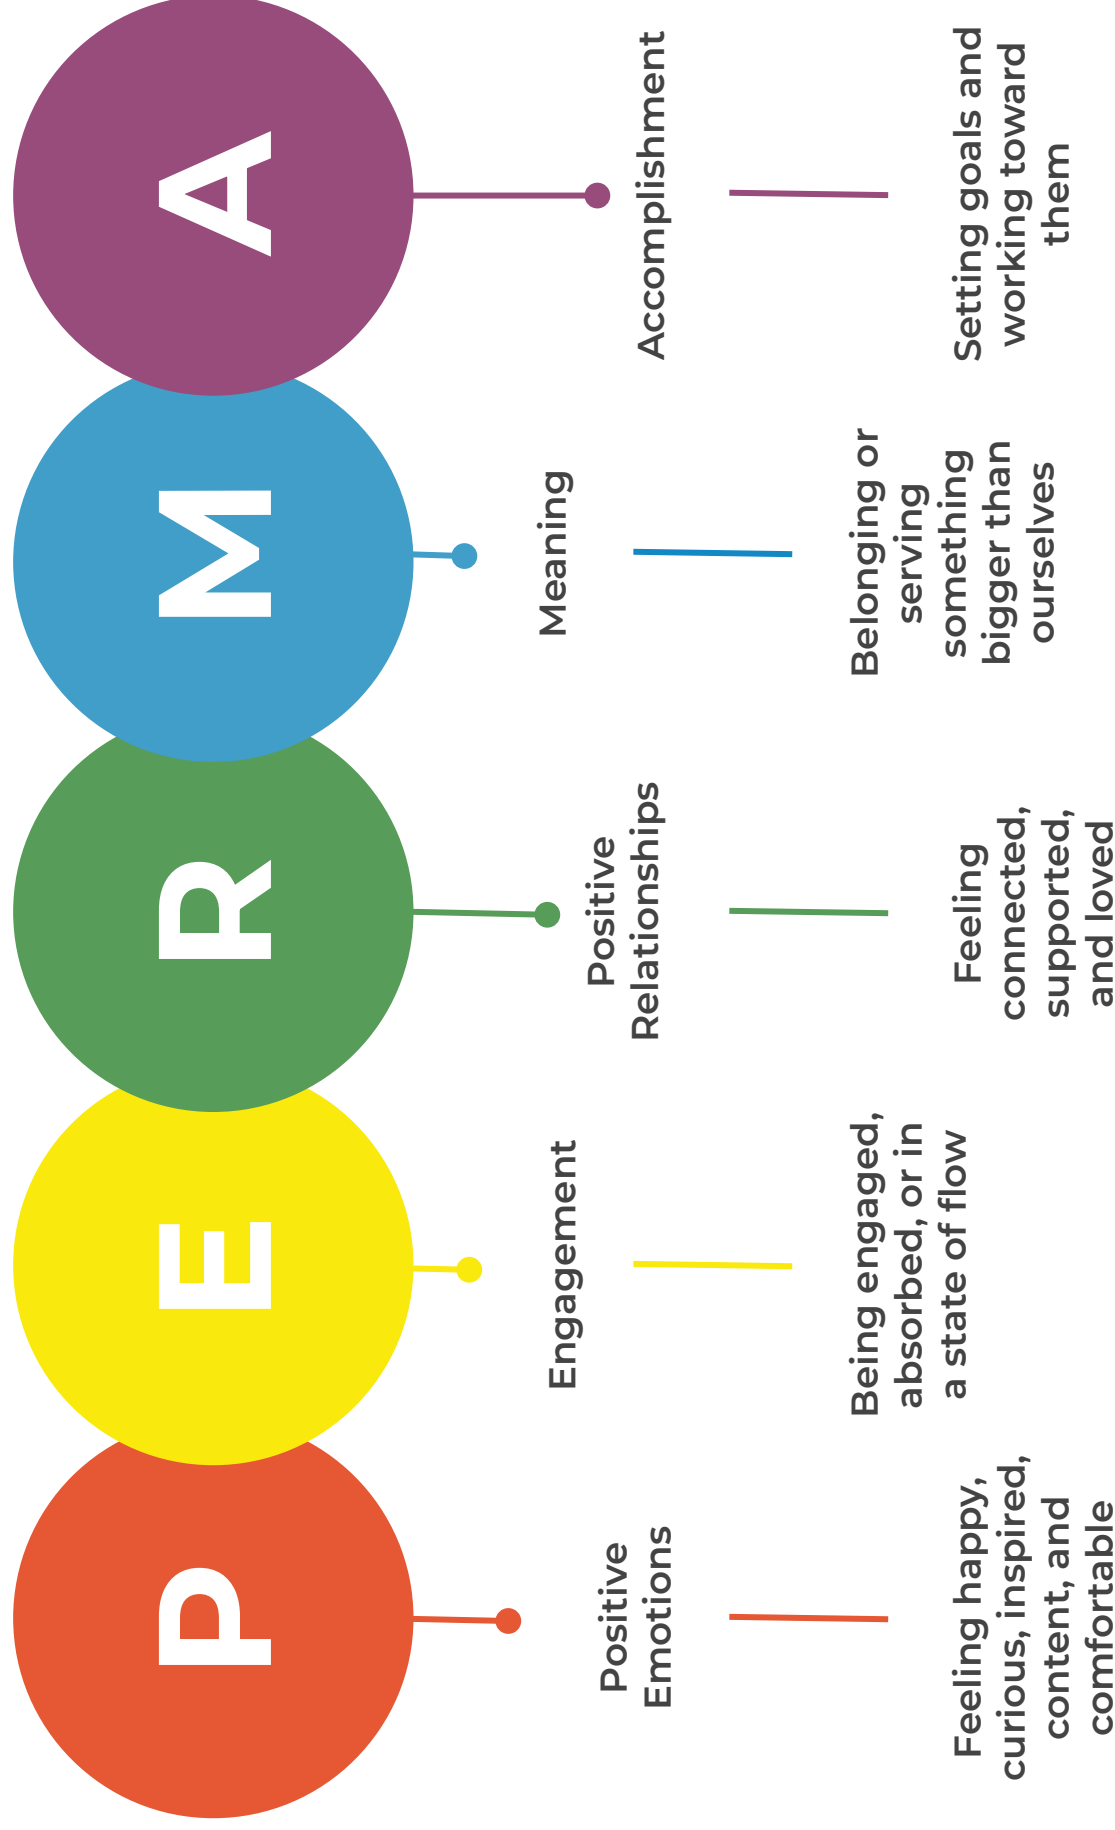 P
E
R
M
A
Positive
Emotions
Engagement
Positive
Relationships
Meaning
Accomplishment
Feeling happy,
curious, inspired,
content, and
comfortable
Being engaged,
absorbed, or in
a state of flow
Feeling
connected,
supported,
and loved
Belonging or
serving
something
bigger than
ourselves
Setting goals and
working toward
them